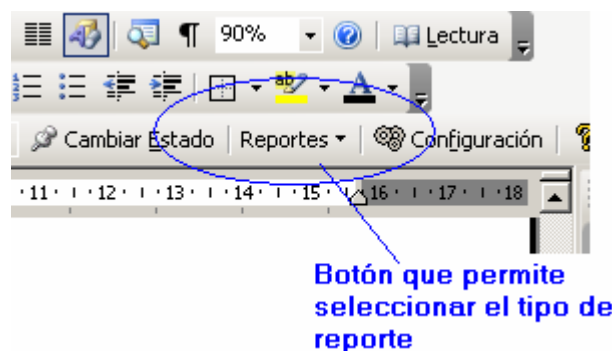 ¶ 90% Lectura
Cambiar Estado Reportes Configuración
11 12 13 14 15 16 17 18
Botón que permite
seleccionar el tipo de
reporte